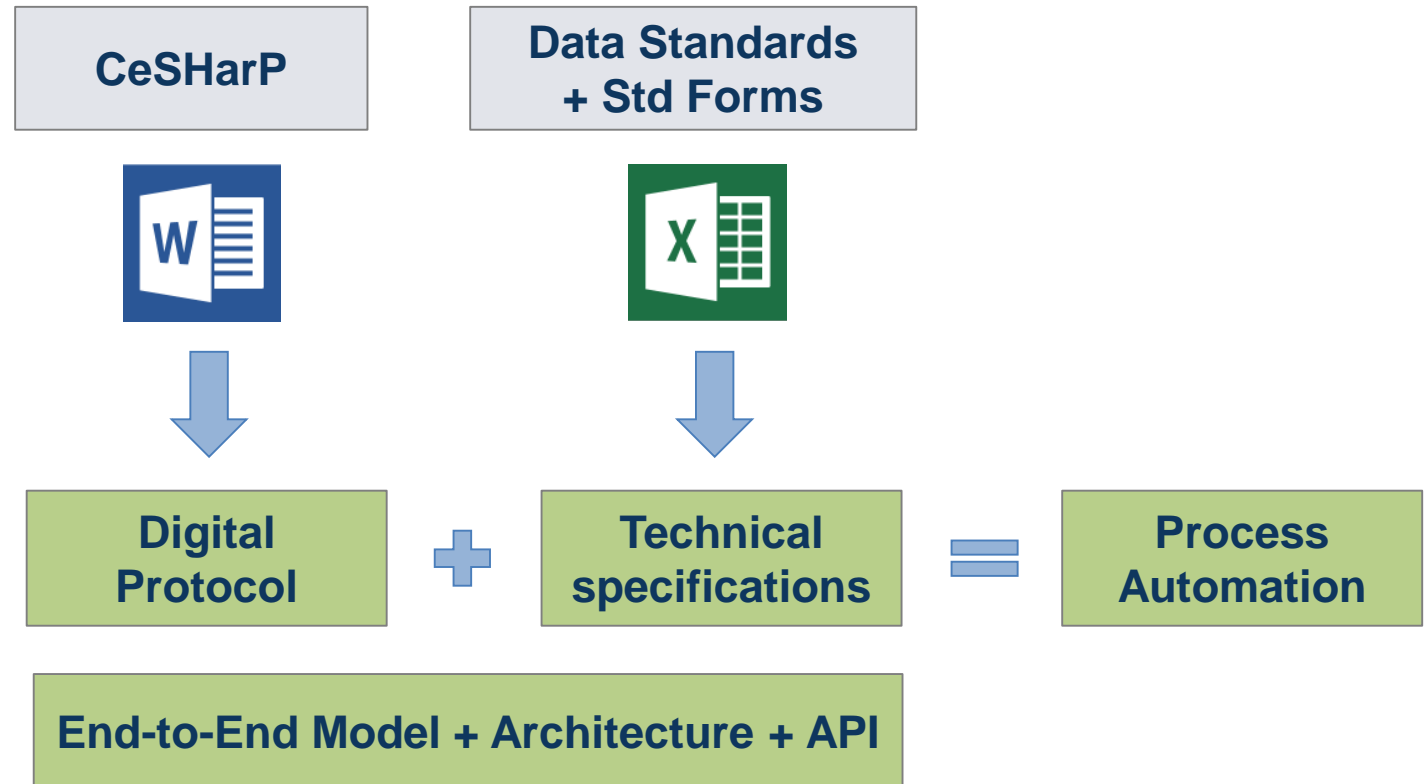 CeSHarP
Data Standards
+ Std Forms
W
X
Digital
Protocol
Technical
specifications
Process
Automation
End-to-End Model + Architecture + API